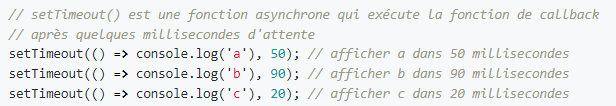 // setTimeout() est une fonction asynchrone qui exécute la fonction de callback
// après quelques millisecondes d'attente
setTimeout(() => console.log('a'), 50); // afficher a dans 50 millisecondes
setTimeout(() => console.log('b'), 90); // afficher b dans 90 millisecondes
setTimeout(() => console.log('c'), 20); // afficher c dans 20 millisecondes